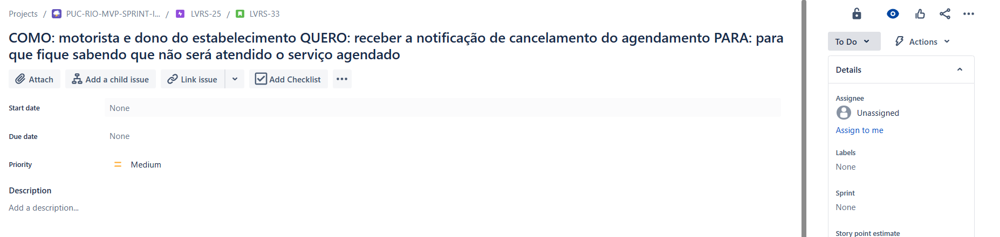 Projects / PUC-RIO-MVP-SPRINT-I... / LVRS-25 / LVRS-33
COMO: motorista e dono do estabelecimento QUERO: receber a notificação de cancelamento do agendamento PARA: para
que fique sabendo que não será atendido o serviço agendado
Attach Add a child issue Link issue Add Checklist
Start date None
Due date None
Priority Medium
Description
Add a description...
To Do Actions
Details
Assignee
Unassigned
Assign to me
Labels
None
Sprint
None
Story point estimate